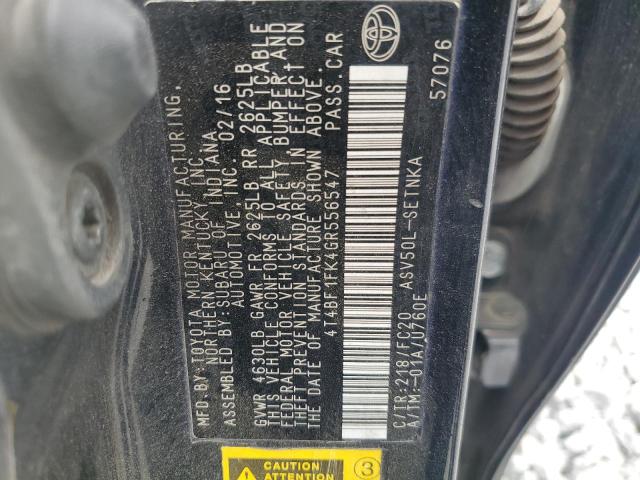 MFD. BY: TOYOTA MOTOR MANUFACTURING.
NORTHERN KENTUCKY, INC.
ASSEMBLED BY: SUBARU OF INDIANA
AUTOMOTIVE, INC. 02/16
GVWR 4630LB GAWR FR 2625LB RR 2625LB
THIS VEHICLE CONFORMS TO ALL APPLICABLE
FEDERAL MOTOR VEHICLE SAFETY, BUMPER AND
THEFT PREVENTION STANDARDS IN EFFECT ON
THE DATE OF MANUFACTURE SHOWN ABOVE.
4T4BF1FK4GR556547 PASS. CAR
C/TR:218/FC20 ASV50L-SETNKA
A/TM:-01A/U760E 57076
CAUTION
ATTENTION
3